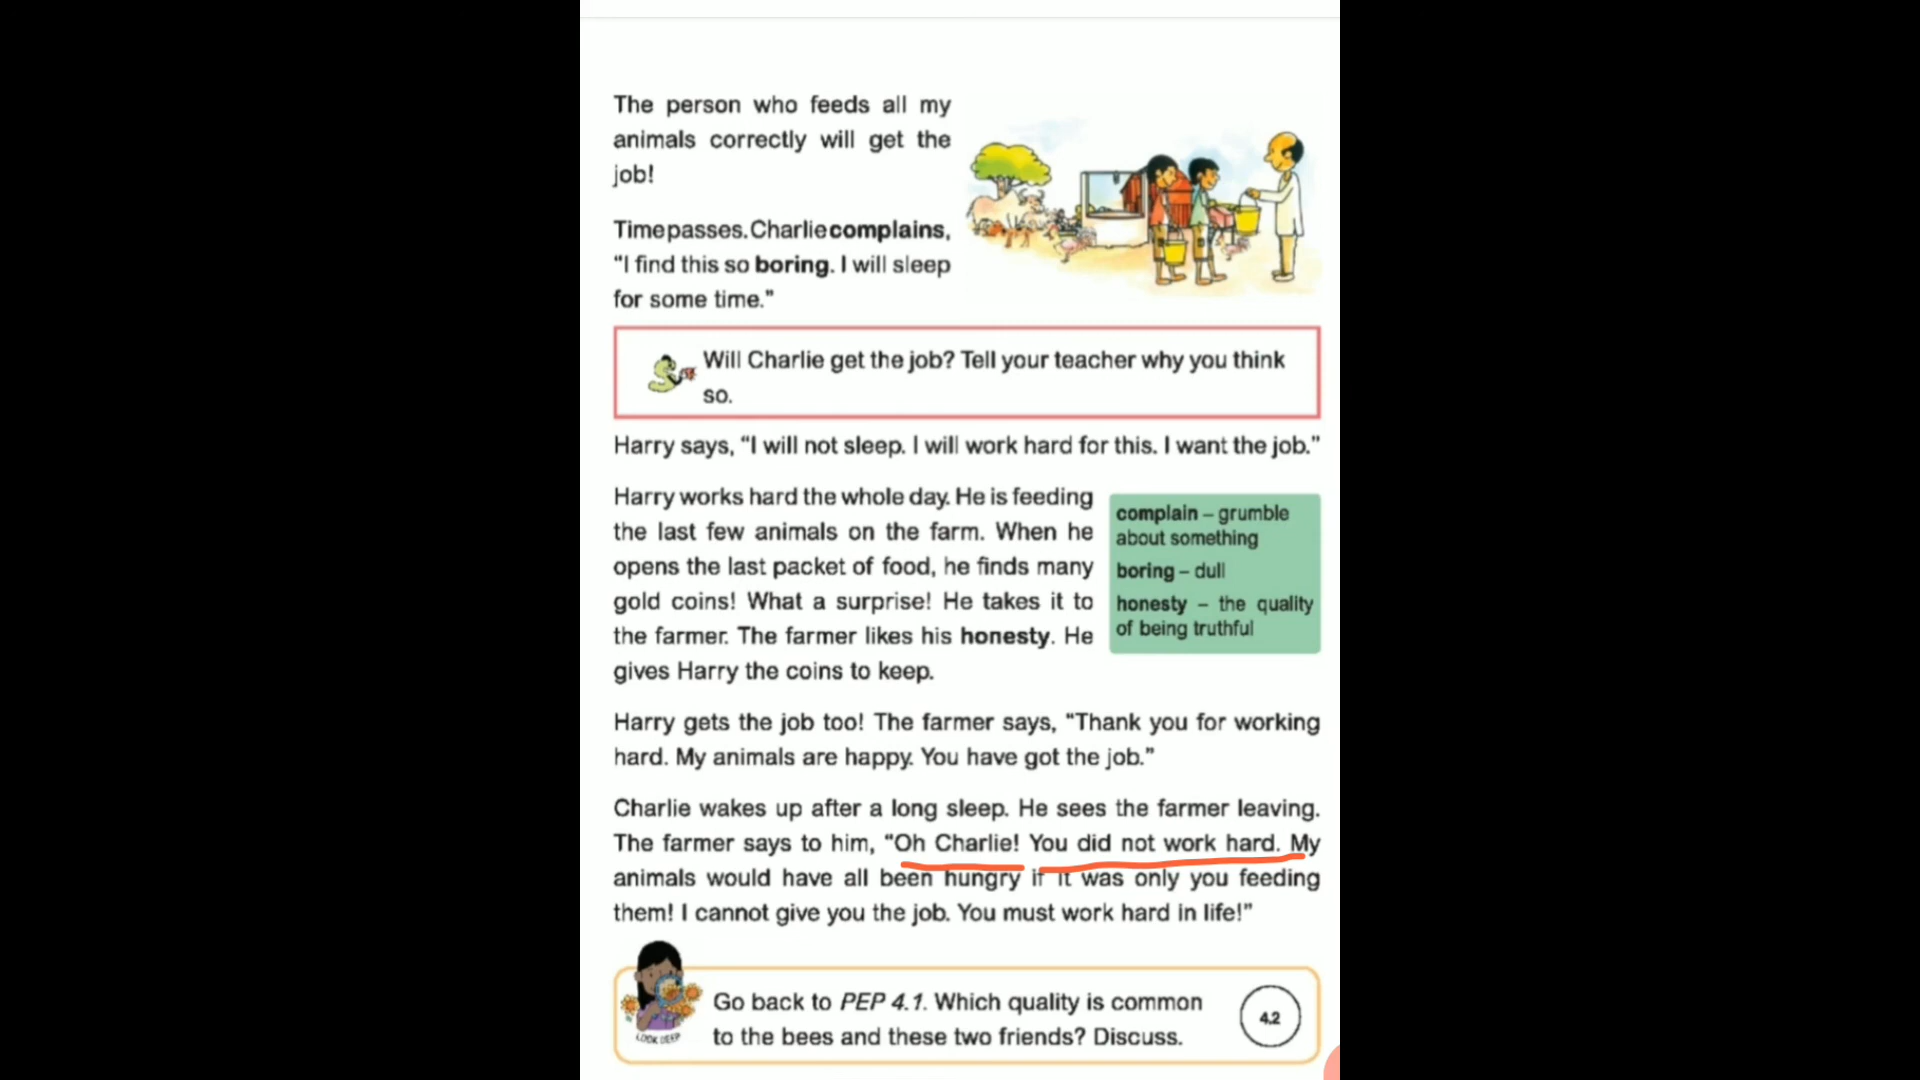 The person who feeds all my
animals correctly will get the
job!
Time passes. Charlie complains,
“I find this so boring. I will sleep
for some time.”
Will Charlie get the job? Tell your teacher why you think
so.
Harry says, “I will not sleep. I will work hard for this. I want the job.”
Harry works hard the whole day. He is feeding
the last few animals on the farm. When he
opens the last packet of food, he finds many
gold coins! What a surprise! He takes it to
the farmer. The farmer likes his honesty. He
gives Harry the coins to keep.
complain – grumble
about something
boring – dull
honesty – the quality
of being truthful
Harry gets the job too! The farmer says, “Thank you for working
hard. My animals are happy. You have got the job.”
Charlie wakes up after a long sleep. He sees the farmer leaving.
The farmer says to him, “Oh Charlie! You did not work hard. My
animals would have all been hungry if it was only you feeding
them! I cannot give you the job. You must work hard in life!”
LOOK DEEP
Go back to PEP 4.1. Which quality is common
to the bees and these two friends? Discuss.
4.2